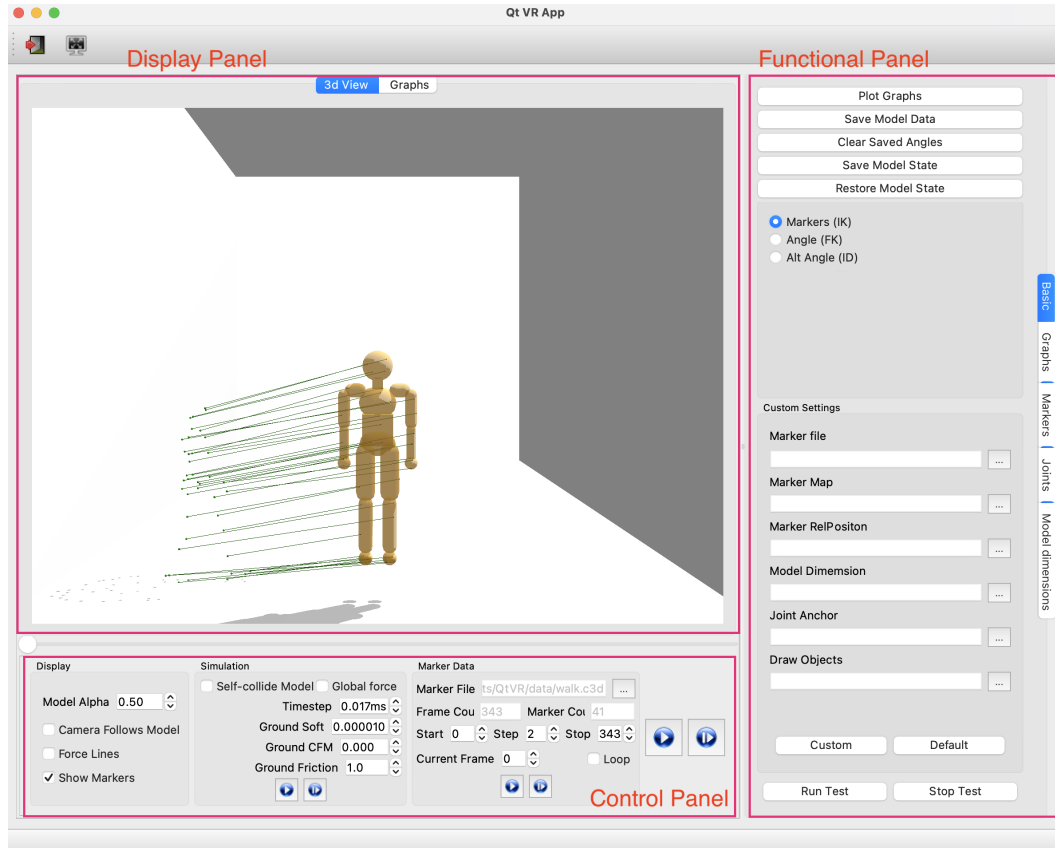 Qt VR App
Display Panel
Functional Panel
3d View Graphs
Plot Graphs
Save Model Data
Clear Saved Angles
Save Model State
Restore Model State
Markers (IK)
Angle (FK)
Alt Angle (ID)
Basic
Graphs
Markers
Joints
Model dimensions
Custom Settings
Marker file
...
Marker Map
...
Marker RelPositon
...
Model Dimemsion
...
Joint Anchor
...
Draw Objects
...
Custom Default
Run Test Stop Test
Display
Model Alpha 0.50
Camera Follows Model
Force Lines
Show Markers
Simulation
Self-collide Model Global force
Timestep 0.017ms
Ground Soft 0.000010
Ground CFM 0.000
Ground Friction 1.0
Marker Data
Marker File ts/QtVR/data/walk.c3d ...
Frame Cou 343 Marker Cou 41
Start 0 Step 2 Stop 343
Current Frame 0 Loop
Control Panel